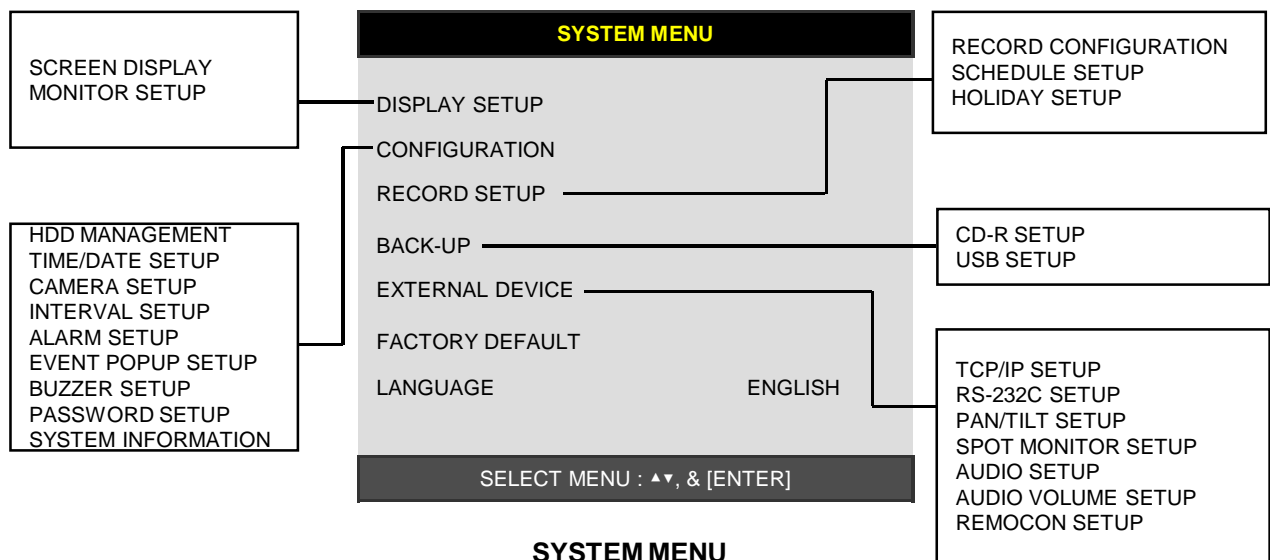 SYSTEM MENU
SCREEN DISPLAY
MONITOR SETUP
HDD MANAGEMENT
TIME/DATE SETUP
CAMERA SETUP
INTERVAL SETUP
ALARM SETUP
EVENT POPUP SETUP
BUZZER SETUP
PASSWORD SETUP
SYSTEM INFORMATION
DISPLAY SETUP
CONFIGURATION
RECORD SETUP
BACK-UP
EXTERNAL DEVICE
FACTORY DEFAULT
LANGUAGE ENGLISH
SELECT MENU : ▲▼, & [ENTER]
RECORD CONFIGURATION
SCHEDULE SETUP
HOLIDAY SETUP
CD-R SETUP
USB SETUP
TCP/IP SETUP
RS-232C SETUP
PAN/TILT SETUP
SPOT MONITOR SETUP
AUDIO SETUP
AUDIO VOLUME SETUP
REMOCON SETUP
SYSTEM MENU